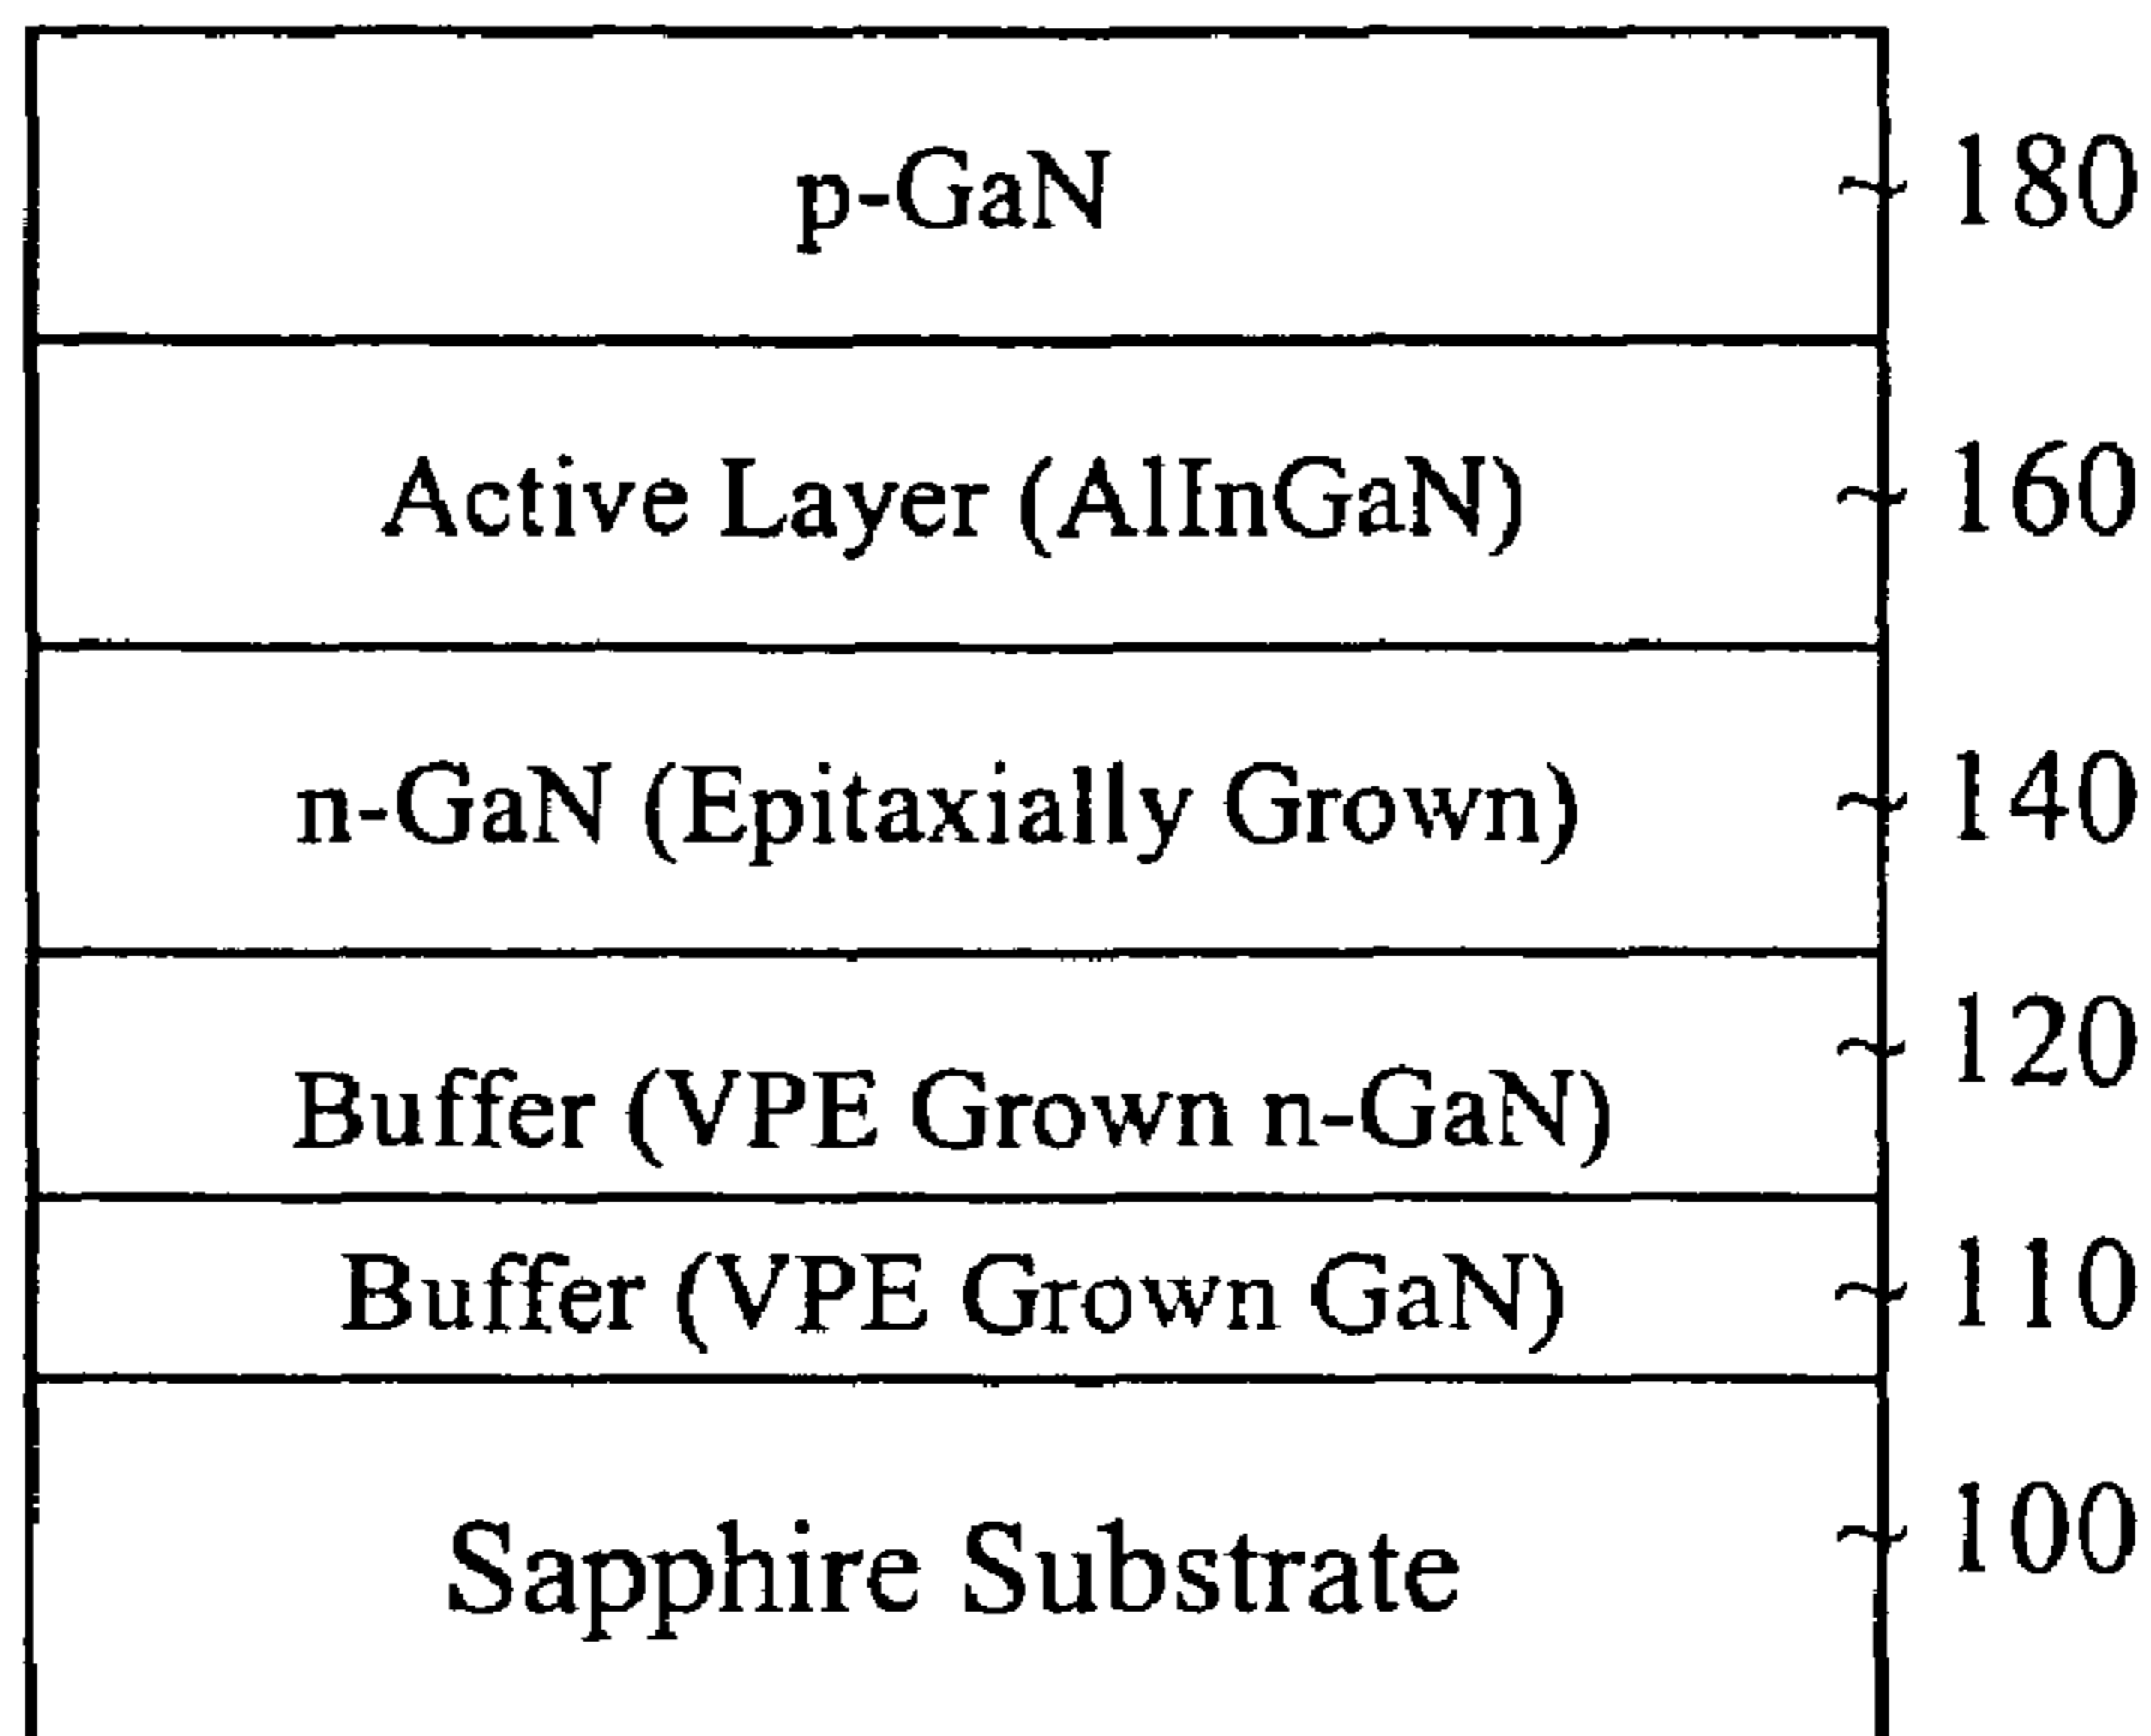 p-GaN 180
Active Layer (AlInGaN) 160
n-GaN (Epitaxially Grown) 140
120
Buffer (VPE Grown n-GaN)
Buffer (VPE Grown GaN) 110
100
Sapphire Substrate